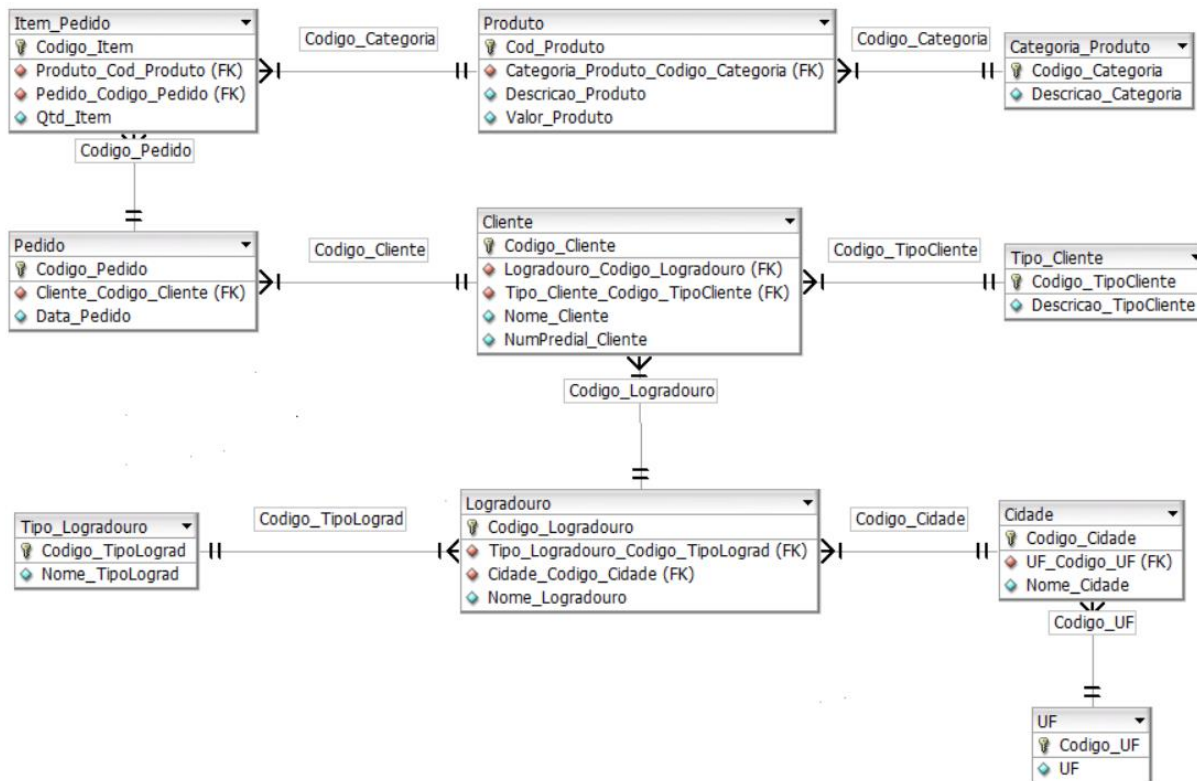 Item_Pedido
Codigo_Item
Produto_Cod_Produto (FK)
Pedido_Codigo_Pedido (FK)
Qtd_Item
Codigo_Categoria
Produto
Cod_Produto
Categoria_Produto_Codigo_Categoria (FK)
Descricao_Produto
Valor_Produto
Codigo_Categoria
Categoria_Produto
Codigo_Categoria
Descricao_Categoria
Codigo_Pedido
Pedido
Codigo_Pedido
Cliente_Codigo_Cliente (FK)
Data_Pedido
Codigo_Cliente
Cliente
Codigo_Cliente
Logradouro_Codigo_Logradouro (FK)
Tipo_Cliente_Codigo_TipoCliente (FK)
Nome_Cliente
NumPredial_Cliente
Codigo_TipoCliente
Tipo_Cliente
Codigo_TipoCliente
Descricao_TipoCliente
Codigo_Logradouro
Tipo_Logradouro
Codigo_TipoLograd
Nome_TipoLograd
Codigo_TipoLograd
Logradouro
Codigo_Logradouro
Tipo_Logradouro_Codigo_TipoLograd (FK)
Cidade_Codigo_Cidade (FK)
Nome_Logradouro
Codigo_Cidade
Cidade
Codigo_Cidade
UF_Codigo_UF (FK)
Nome_Cidade
Codigo_UF
UF
Codigo_UF
UF